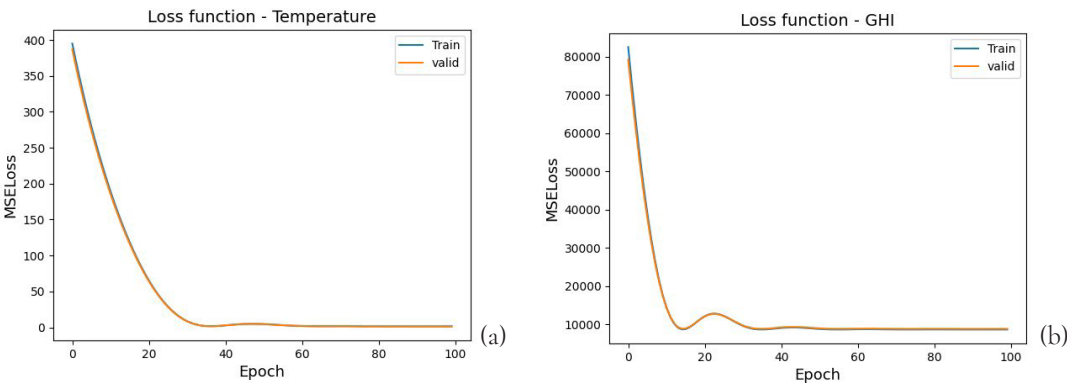 Loss function - Temperature
400
350
300
250
200
150
100
50
0
MSELoss
0 20 40 60 80 100
Epoch
Train
valid
(a)
Loss function - GHI
80000
70000
60000
50000
40000
30000
20000
10000
MSELoss
0 20 40 60 80 100
Epoch
Train
valid
(b)